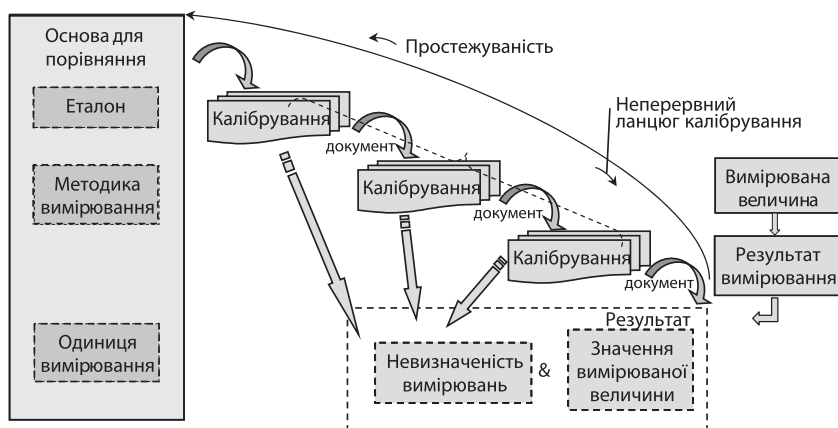 Основа для
порівняння
Еталон
Методика
вимірювання
Одиниця
вимірювання
Простежуваність
Неперервний
ланцюг калібрування
Калібрування
документ
Калібрування
документ
Калібрування
документ
Вимірювана
величина
Результат
вимірювання
Результат
Невизначеність
вимірювань
&
Значення
вимірюваної
величини